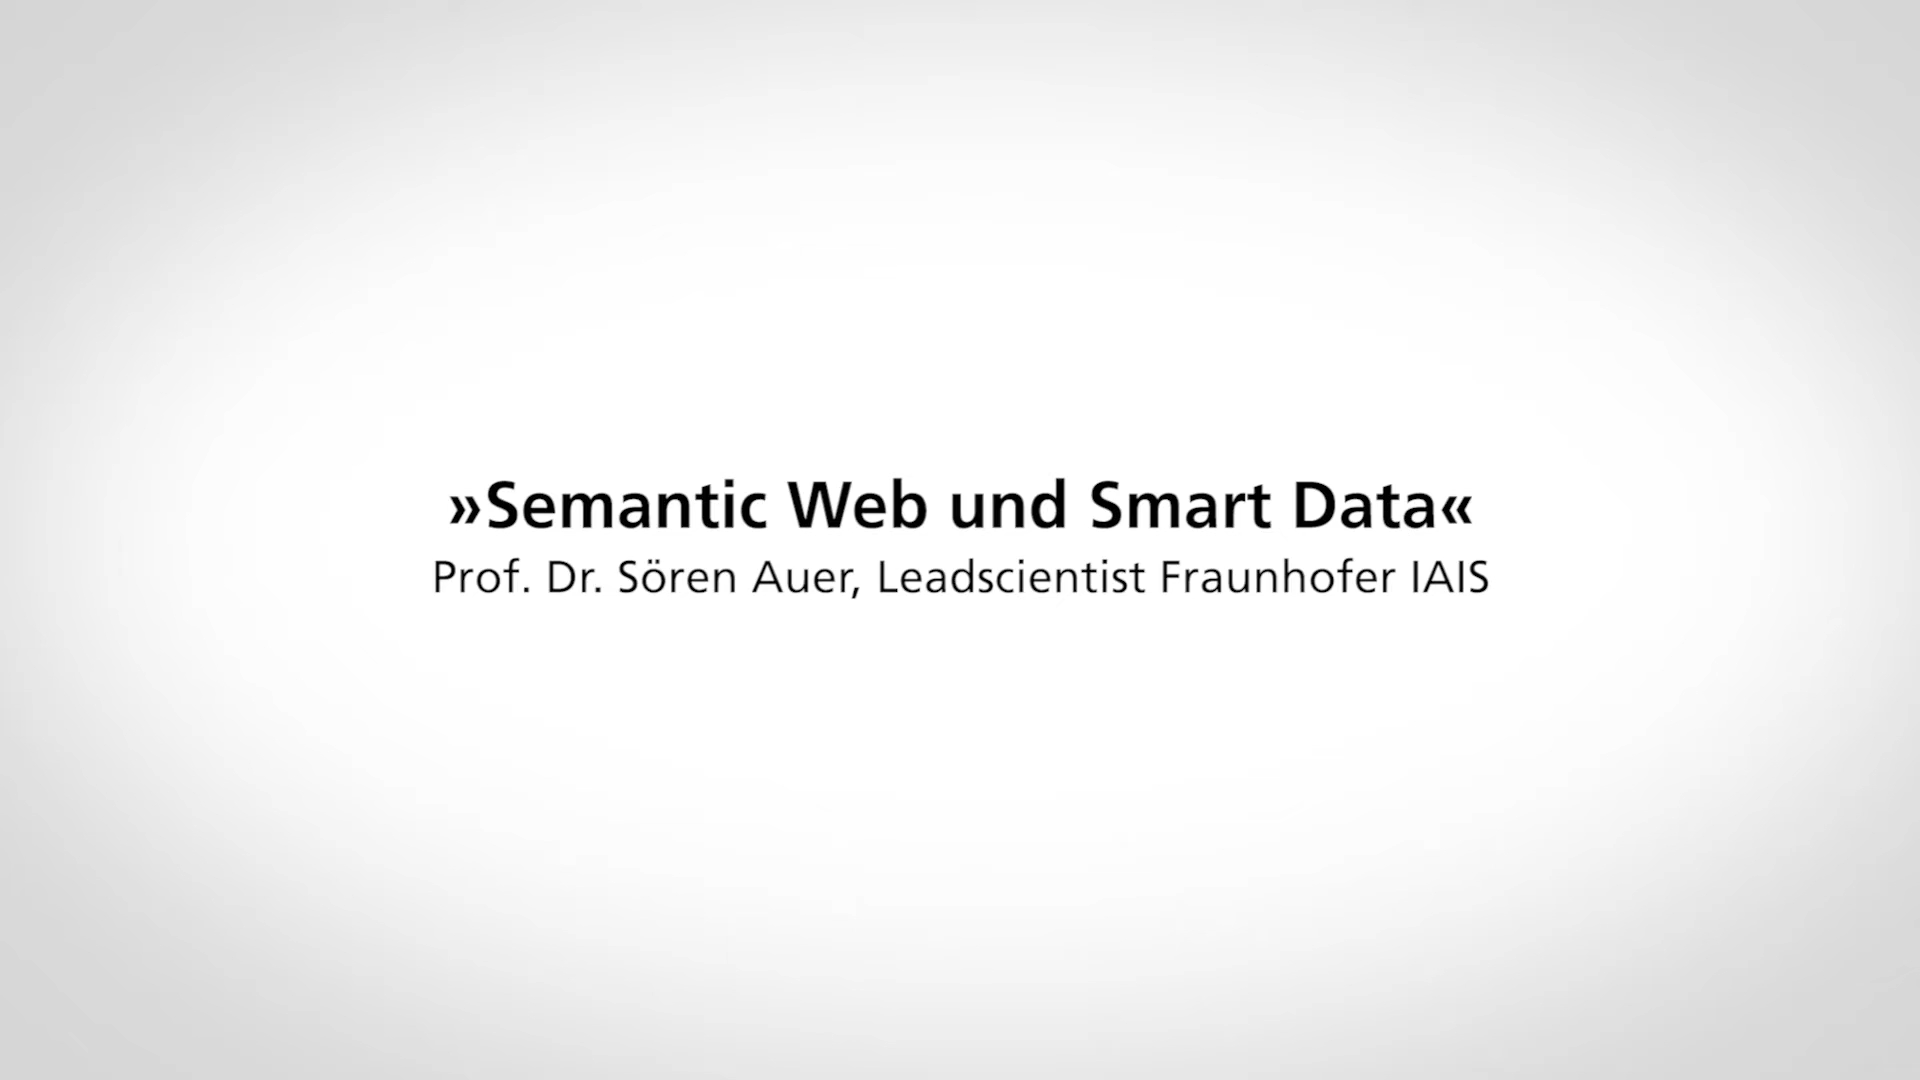 »Semantic Web und Smart Data«
Prof. Dr. Sören Auer, Leadscientist Fraunhofer IAIS